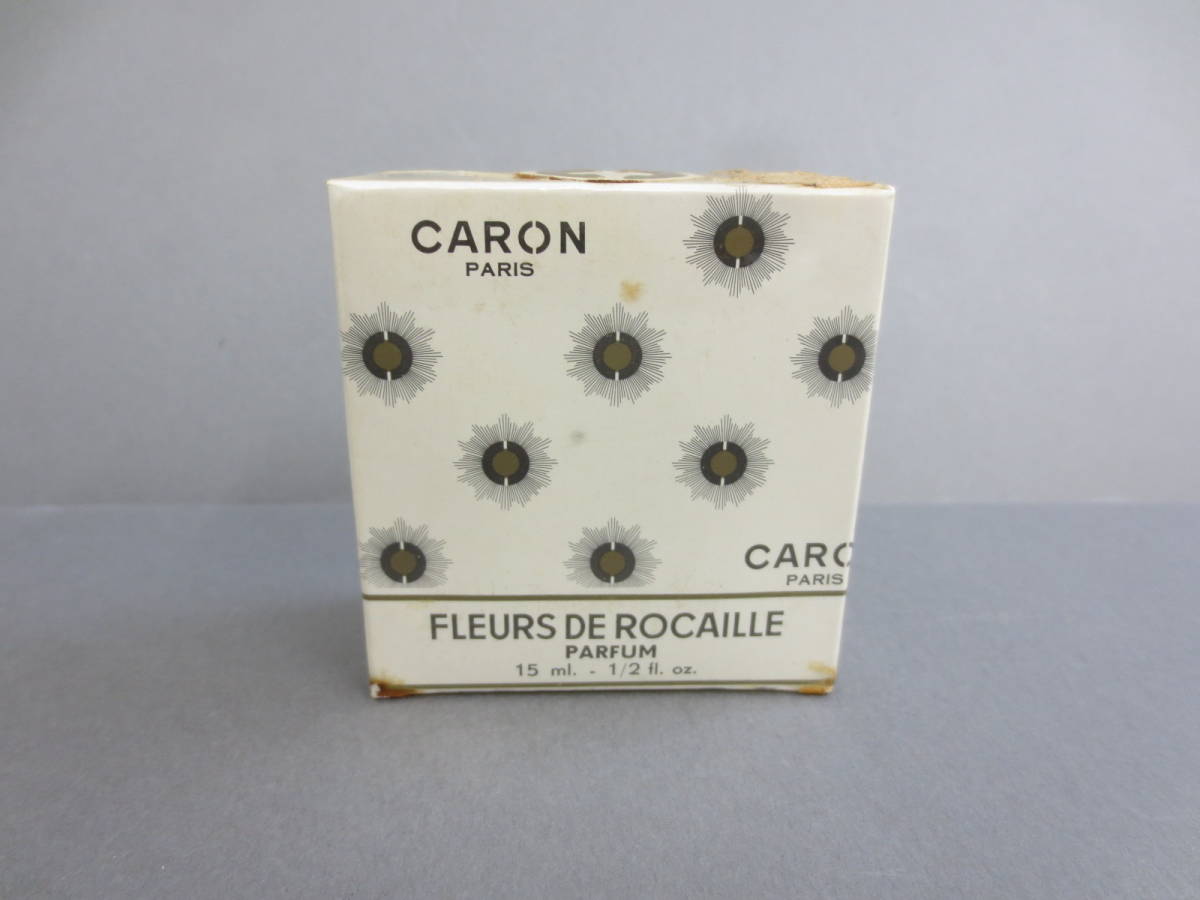 CARON
PARIS
CARO
PARIS
FLEURS DE ROCAILLE
PARFUM
15 ml. - 1/2 fl. oz.